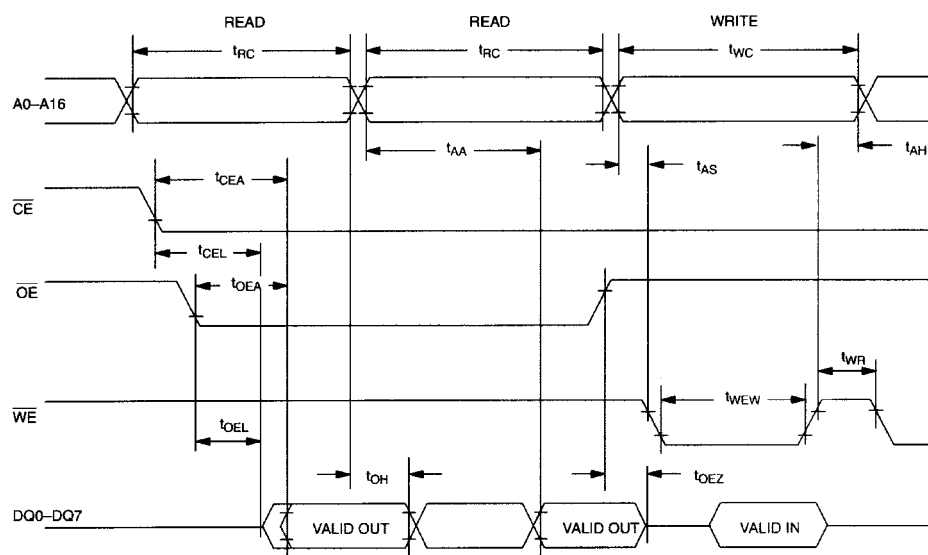 READ READ WRITE
tRC tRC tWC
A0–A16
tAA tAS tAH
tCEA
CE
tCEL
tOEA
OE
tWR
WE tWEW
tOEL
tOH tOEZ
DQ0–DQ7 VALID OUT VALID OUT VALID IN